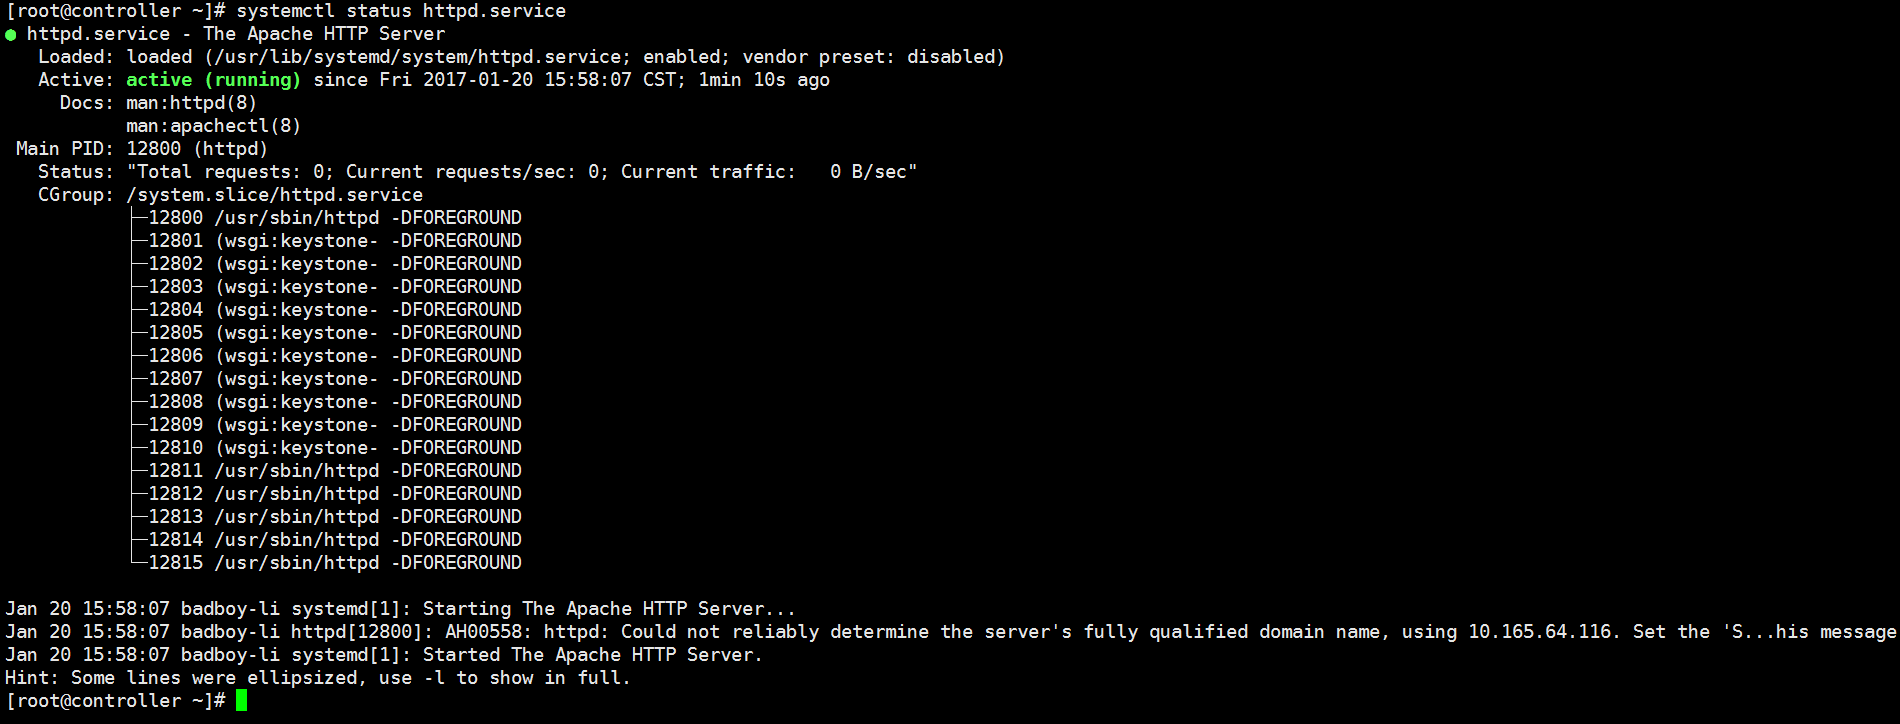 [root@controller ~]# systemctl status httpd.service
● httpd.service - The Apache HTTP Server
   Loaded: loaded (/usr/lib/systemd/system/httpd.service; enabled; vendor preset: disabled)
   Active: active (running) since Fri 2017-01-20 15:58:07 CST; 1min 10s ago
     Docs: man:httpd(8)
           man:apachectl(8)
 Main PID: 12800 (httpd)
   Status: "Total requests: 0; Current requests/sec: 0; Current traffic:   0 B/sec"
   CGroup: /system.slice/httpd.service
           ├─12800 /usr/sbin/httpd -DFOREGROUND
           ├─12801 (wsgi:keystone- -DFOREGROUND
           ├─12802 (wsgi:keystone- -DFOREGROUND
           ├─12803 (wsgi:keystone- -DFOREGROUND
           ├─12804 (wsgi:keystone- -DFOREGROUND
           ├─12805 (wsgi:keystone- -DFOREGROUND
           ├─12806 (wsgi:keystone- -DFOREGROUND
           ├─12807 (wsgi:keystone- -DFOREGROUND
           ├─12808 (wsgi:keystone- -DFOREGROUND
           ├─12809 (wsgi:keystone- -DFOREGROUND
           ├─12810 (wsgi:keystone- -DFOREGROUND
           ├─12811 /usr/sbin/httpd -DFOREGROUND
           ├─12812 /usr/sbin/httpd -DFOREGROUND
           ├─12813 /usr/sbin/httpd -DFOREGROUND
           ├─12814 /usr/sbin/httpd -DFOREGROUND
           └─12815 /usr/sbin/httpd -DFOREGROUND

Jan 20 15:58:07 badboy-li systemd[1]: Starting The Apache HTTP Server...
Jan 20 15:58:07 badboy-li httpd[12800]: AH00558: httpd: Could not reliably determine the server's fully qualified domain name, using 10.165.64.116. Set the 'S...his message
Jan 20 15:58:07 badboy-li systemd[1]: Started The Apache HTTP Server.
Hint: Some lines were ellipsized, use -l to show in full.
[root@controller ~]#